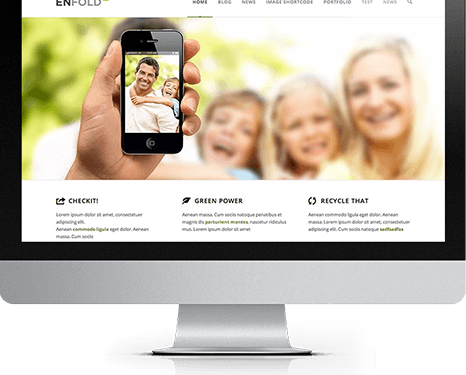 ENFOLD
HOME BLOG NEWS IMAGE SHORTCODE PORTFOLIO TEST NEWS
CHECKIT!
Lorem ipsum dolor sit amet, consectetuer
adipiscing elit.
Aenean commodo ligula eget dolor. Aenean
massa. Cum sociis
GREEN POWER
Aenean massa. Cum sociis natoque penatibus et
magnis dis parturient montes, nascetur ridiculus
mus. Lorem ipsum dolor sit amet
RECYCLE THAT
Lorem ipsum dolor sit amet, consectetuer
adipiscing elit. Aenean commodo ligula eget dolor.
Aenean massa. Cum sociis natoque sadfsadfas